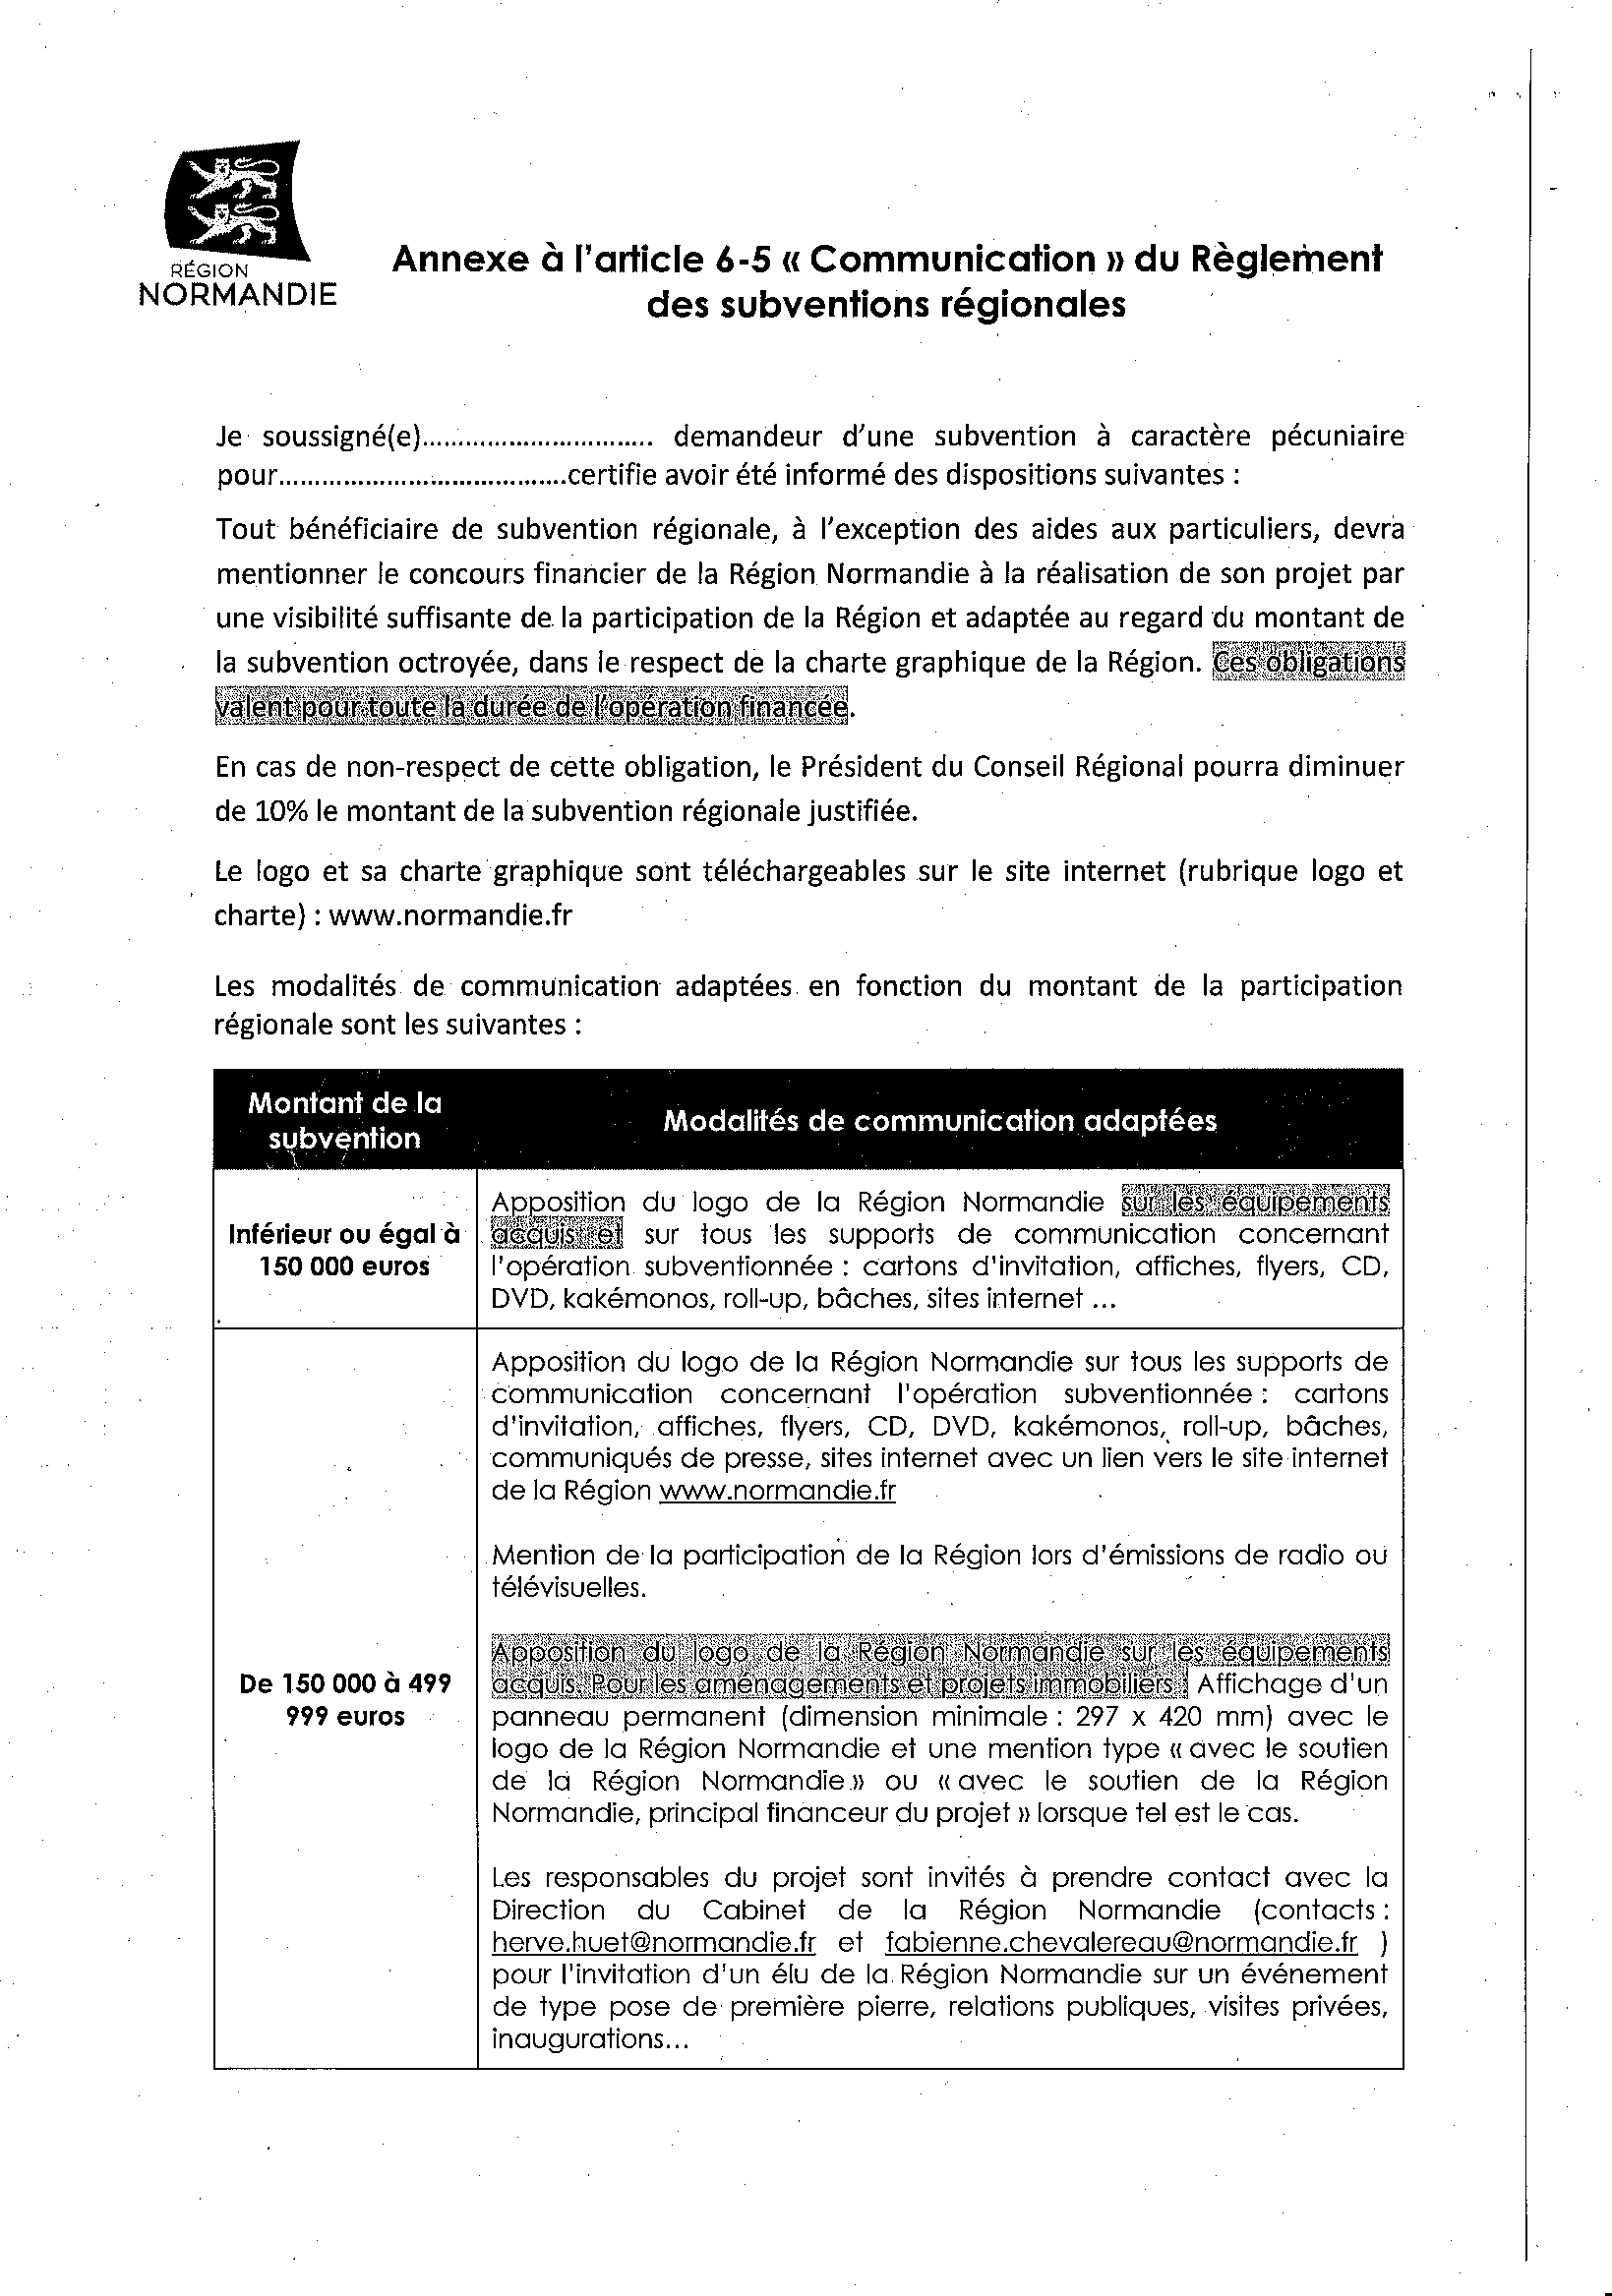 RÉGION
NORMANDIE
Annexe à l'article 6-5 « Communication » du Règlement
des subventions régionales
Je soussigné(e)................................ demandeur d'une subvention à caractère pécuniaire
pour........................................certifie avoir été informé des dispositions suivantes :
Tout bénéficiaire de subvention régionale, à l'exception des aides aux particuliers, devra
mentionner le concours financier de la Région Normandie à la réalisation de son projet par
une visibilité suffisante de la participation de la Région et adaptée au regard du montant de
la subvention octroyée, dans le respect de la charte graphique de la Région. Ces obligations
valent pour toute la durée de l'opération financée.
En cas de non-respect de cette obligation, le Président du Conseil Régional pourra diminuer
de 10% le montant de la subvention régionale justifiée.
Le logo et sa charte graphique sont téléchargeables sur le site internet (rubrique logo et
charte) : www.normandie.fr
Les modalités de communication adaptées en fonction du montant de la participation
régionale sont les suivantes :
Montant de la
subvention
Modalités de communication adaptées
Inférieur ou égal à
150 000 euros
Apposition du logo de la Région Normandie sur les équipements
acquis et sur tous les supports de communication concernant
l'opération subventionnée : cartons d'invitation, affiches, flyers, CD,
DVD, kakémonos, roll-up, bâches, sites internet ...
De 150 000 à 499
999 euros
Apposition du logo de la Région Normandie sur tous les supports de
communication concernant l'opération subventionnée : cartons
d'invitation, affiches, flyers, CD, DVD, kakémonos, roll-up, bâches,
communiqués de presse, sites internet avec un lien vers le site internet
de la Région www.normandie.fr
Mention de la participation de la Région lors d'émissions de radio ou
télévisuelles.
Apposition du logo de la Région Normandie sur les équipements
acquis. Pour les aménagements et projets immobiliers : Affichage d'un
panneau permanent (dimension minimale : 297 x 420 mm) avec le
logo de la Région Normandie et une mention type « avec le soutien
de la Région Normandie » ou « avec le soutien de la Région
Normandie, principal financeur du projet » lorsque tel est le cas.
Les responsables du projet sont invités à prendre contact avec la
Direction du Cabinet de la Région Normandie (contacts :
herve.huet@normandie.fr et fabienne.chevalereau@normandie.fr )
pour l'invitation d'un élu de la Région Normandie sur un événement
de type pose de première pierre, relations publiques, visites privées,
inaugurations...